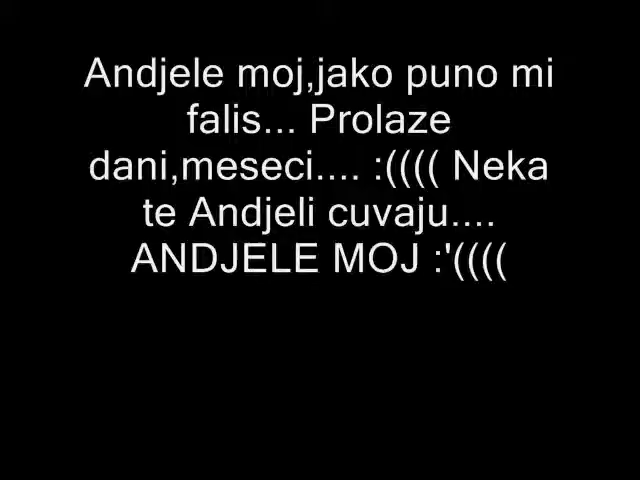 Andjele moj,jako puno mi
falis... Prolaze
dani,meseci.... :(((( Neka
te Andjeli cuvaju....
ANDJELE MOJ :'((((